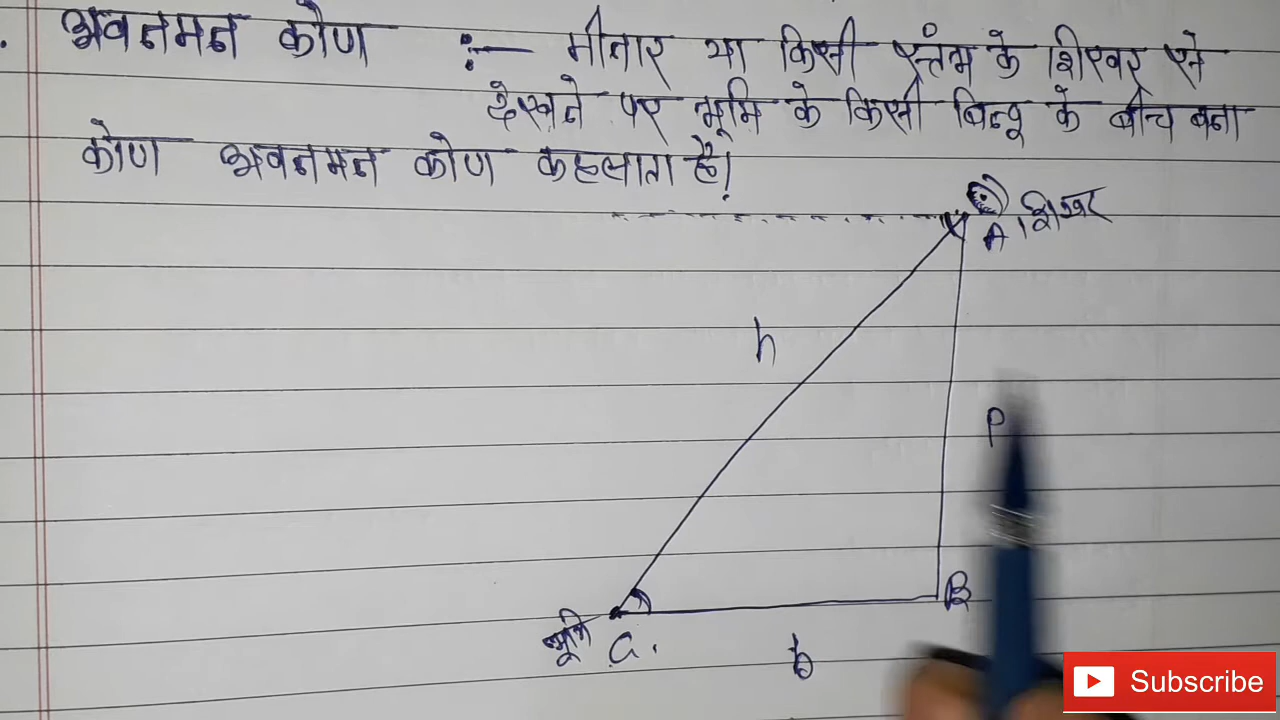 अवनमन कोण :- मीनार या किसी स्तंभ के शिखर से
देखने पर भूमि के किसी बिन्दू के बीच बना
कोण अवनमन कोण कहलाता है।
A, शिखर
h
P
B
भूमि
C.
b
Subscribe